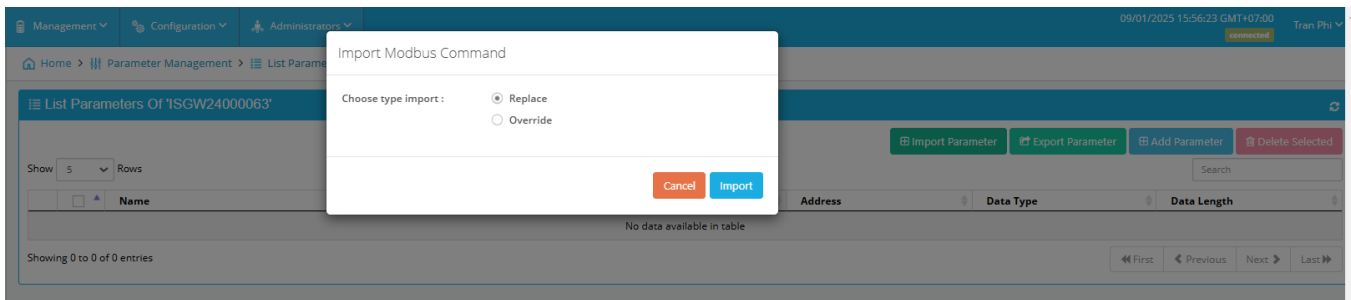 Management Configuration Administrators 09/01/2025 15:56:23 GMT+07:00 Tran Phi
connected
Home > Parameter Management > List Parame
Import Modbus Command
List Parameters Of 'ISGW24000063'
Choose type import : Replace
Override
Import Parameter Export Parameter Add Parameter Delete Selected
Show 5 Rows Search
Cancel Import
Name Address Data Type Data Length
No data available in table
Showing 0 to 0 of 0 entries First Previous Next Last